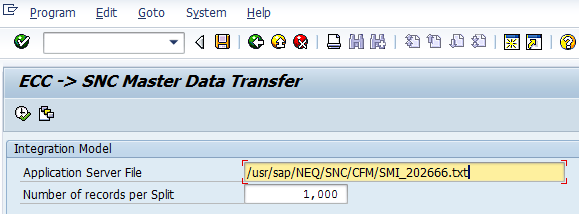 Program Edit Goto System Help
ECC -> SNC Master Data Transfer
Integration Model
Application Server File /usr/sap/NEQ/SNC/CFM/SMI_202666.txt
Number of records per Split 1,000